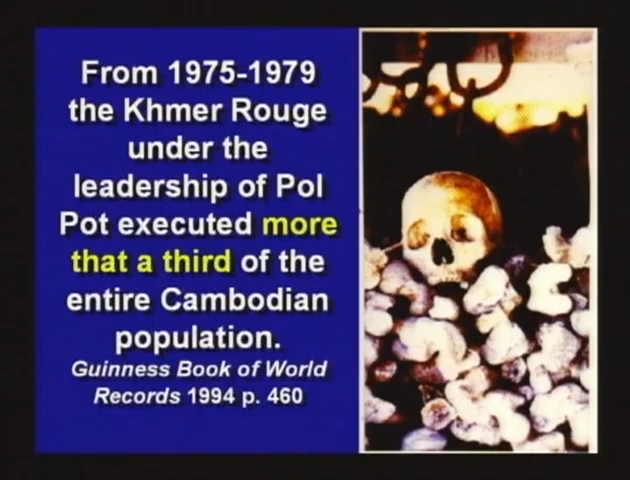 From 1975-1979
the Khmer Rouge
under the
leadership of Pol
Pot executed more
that a third of the
entire Cambodian
population.
Guinness Book of World
Records 1994 p. 460